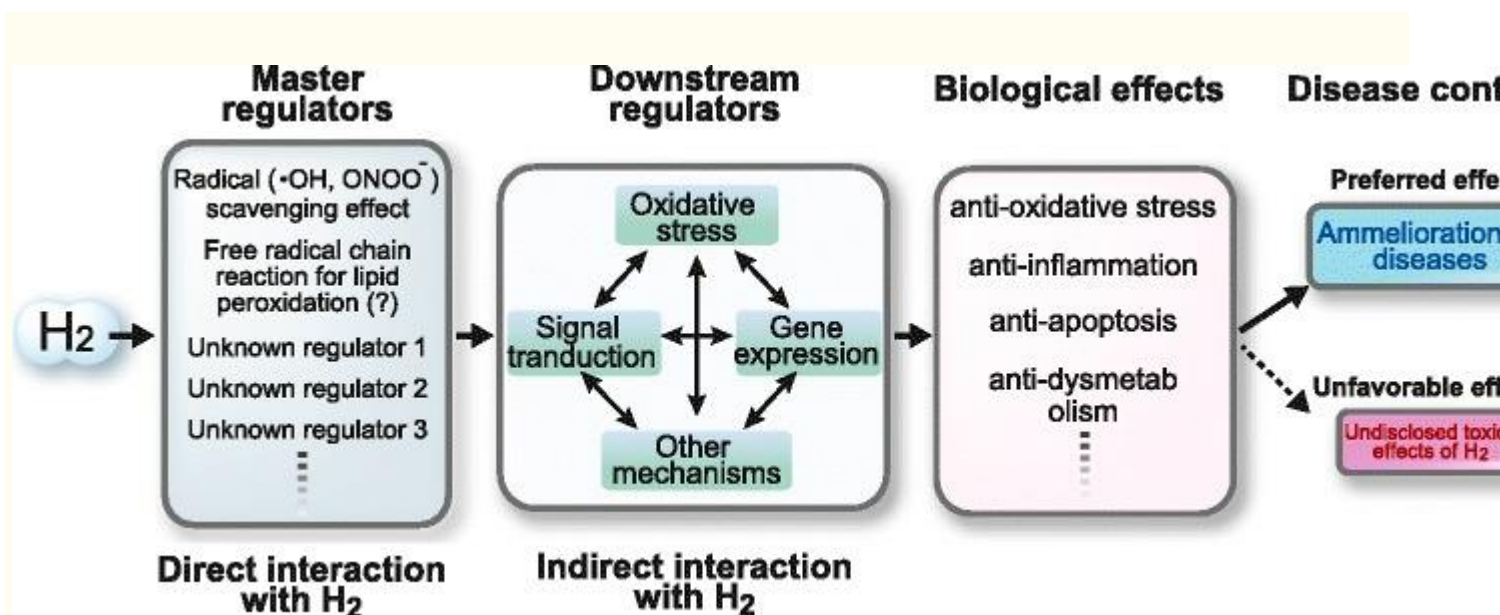 Master
regulators
Downstream
regulators
Biological effects
Disease conf
H₂
Radical (•OH, ONOO⁻)
scavenging effect
Free radical chain
reaction for lipid
peroxidation (?)
Unknown regulator 1
Unknown regulator 2
Unknown regulator 3
Direct interaction
with H₂
Oxidative
stress
Signal
tranduction
Gene
expression
Other
mechanisms
Indirect interaction
with H₂
anti-oxidative stress
anti-inflammation
anti-apoptosis
anti-dysmetab
olism
Preferred effe
Ammelioration
diseases
Unfavorable eff
Undisclosed toxic
effects of H₂